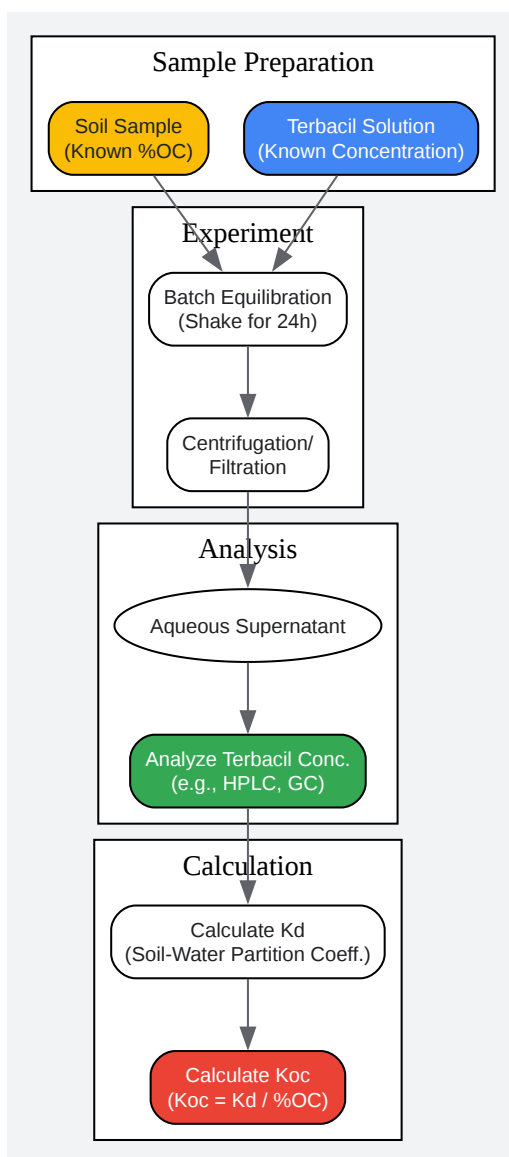 Sample Preparation
Soil Sample
(Known %OC)
Terbacil Solution
(Known Concentration)
Experiment
Batch Equilibration
(Shake for 24h)
Centrifugation/
Filtration
Analysis
Aqueous Supernatant
Analyze Terbacil Conc.
(e.g., HPLC, GC)
Calculation
Calculate Kd
(Soil-Water Partition Coeff.)
Calculate Koc
(Koc = Kd / %OC)